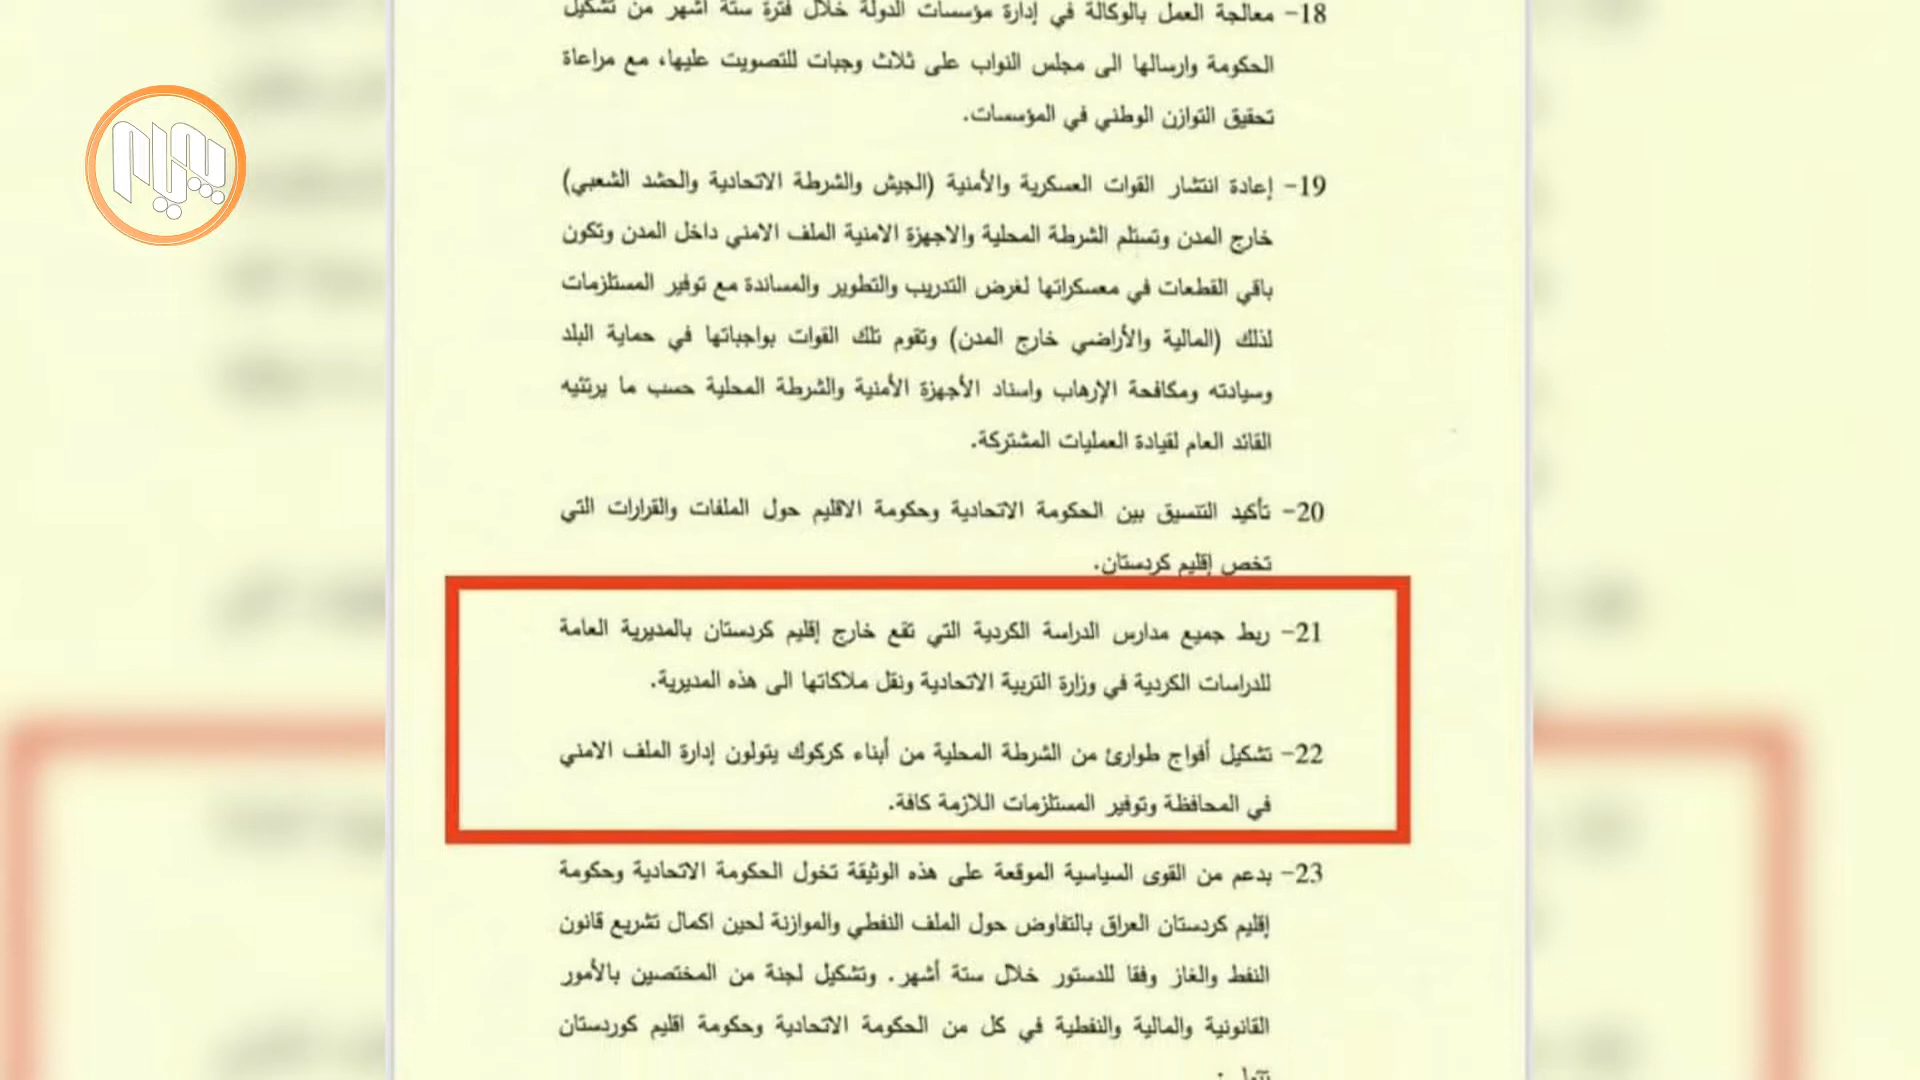 پەیام
18- معالجة العمل بالوكالة في إدارة مؤسسات الدولة خلال فترة ستة اشهر من تشكيل
الحكومة وارسالها الى مجلس النواب على ثلاث وجبات للتصويت عليها، مع مراعاة
تحقيق التوازن الوطني في المؤسسات.
19- إعادة انتشار القوات العسكرية والأمنية (الجيش والشرطة الاتحادية والحشد الشعبي)
خارج المدن وتستلم الشرطة المحلية والاجهزة الامنية الملف الامني داخل المدن وتكون
باقي القطعات في معسكراتها لغرض التدريب والتطوير والمساندة مع توفير المستلزمات
لذلك (المالية والأراضي خارج المدن) وتقوم تلك القوات بواجباتها في حماية البلد
وسيادته ومكافحة الإرهاب واسناد الأجهزة الأمنية والشرطة المحلية حسب ما يرتئيه
القائد العام لقيادة العمليات المشتركة.
20- تأكيد التنسيق بين الحكومة الاتحادية وحكومة الاقليم حول الملفات والقرارات التي
تخص إقليم كردستان.
21- ربط جميع مدارس الدراسة الكردية التي تقع خارج إقليم كردستان بالمديرية العامة
للدراسات الكردية في وزارة التربية الاتحادية ونقل ملاكاتها الى هذه المديرية.
22- تشكيل أفواج طوارئ من الشرطة المحلية من أبناء كركوك يتولون إدارة الملف الامني
في المحافظة وتوفير المستلزمات اللازمة كافة.
23- بدعم من القوى السياسية الموقعة على هذه الوثيقة تخول الحكومة الاتحادية وحكومة
إقليم كردستان العراق بالتفاوض حول الملف النفطي والموازنة لحين اكمال تشريع قانون
النفط والغاز وفقا للدستور خلال ستة أشهر. وتشكيل لجنة من المختصين بالأمور
القانونية والمالية والنفطية في كل من الحكومة الاتحادية وحكومة اقليم كوردستان